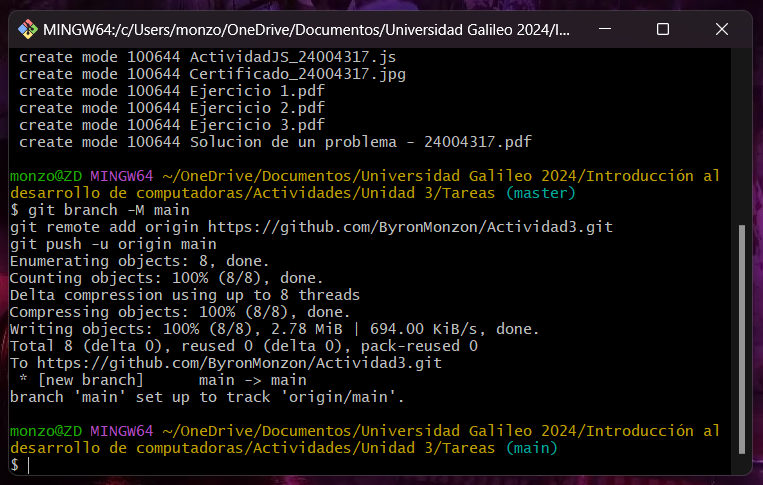 MINGW64:/c/Users/monzo/OneDrive/Documentos/Universidad Galileo 2024/I...
create mode 100644 ActividadJS_24004317.js
create mode 100644 Certificado_24004317.jpg
create mode 100644 Ejercicio 1.pdf
create mode 100644 Ejercicio 2.pdf
create mode 100644 Ejercicio 3.pdf
create mode 100644 Solucion de un problema - 24004317.pdf
monzo@ZD MINGW64 ~/OneDrive/Documentos/Universidad Galileo 2024/Introducción al
desarrollo de computadoras/Actividades/Unidad 3/Tareas (master)
$ git branch -M main
git remote add origin https://github.com/ByronMonzon/Actividad3.git
git push -u origin main
Enumerating objects: 8, done.
Counting objects: 100% (8/8), done.
Delta compression using up to 8 threads
Compressing objects: 100% (8/8), done.
Writing objects: 100% (8/8), 2.78 MiB | 694.00 KiB/s, done.
Total 8 (delta 0), reused 0 (delta 0), pack-reused 0
To https://github.com/ByronMonzon/Actividad3.git
* [new branch]      main -> main
branch 'main' set up to track 'origin/main'.
monzo@ZD MINGW64 ~/OneDrive/Documentos/Universidad Galileo 2024/Introducción al
desarrollo de computadoras/Actividades/Unidad 3/Tareas (main)
$